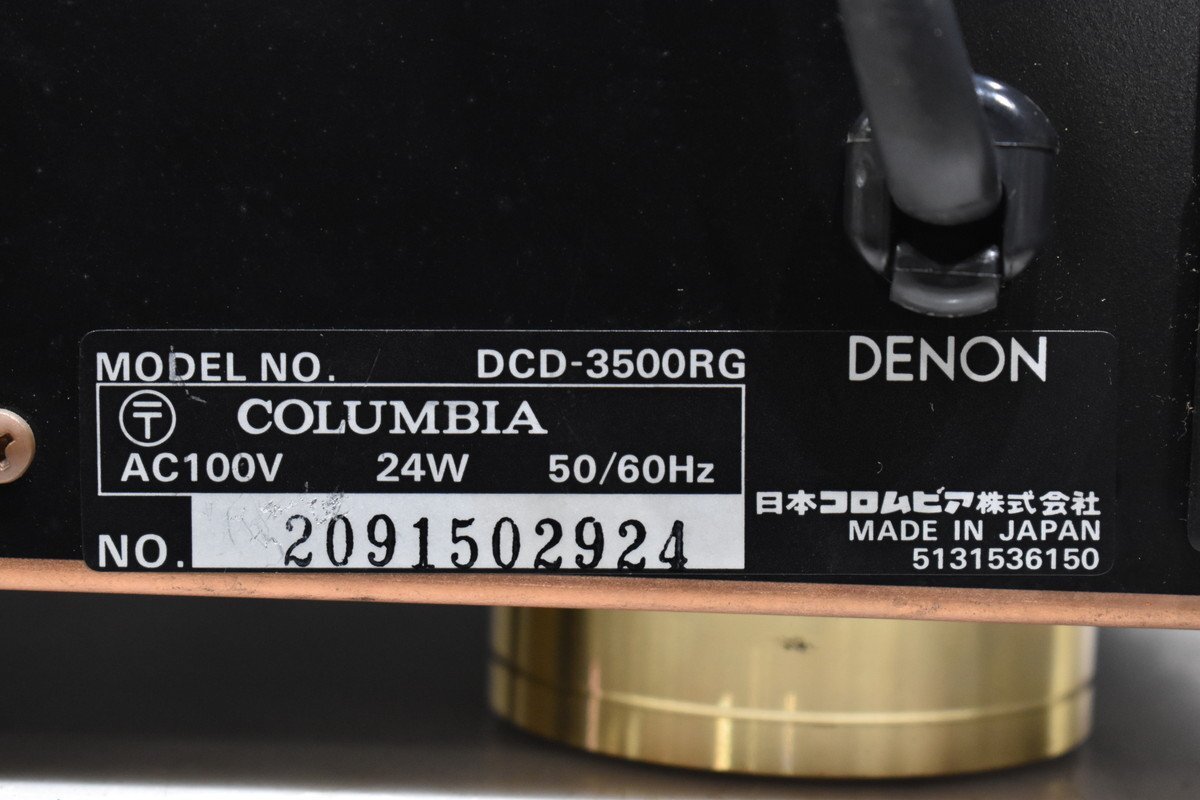 MODEL NO. DCD-3500RG
DENON
〒 COLUMBIA
AC100V 24W 50/60Hz
NO. 2091502924
日本コロムビア株式会社
MADE IN JAPAN
5131536150